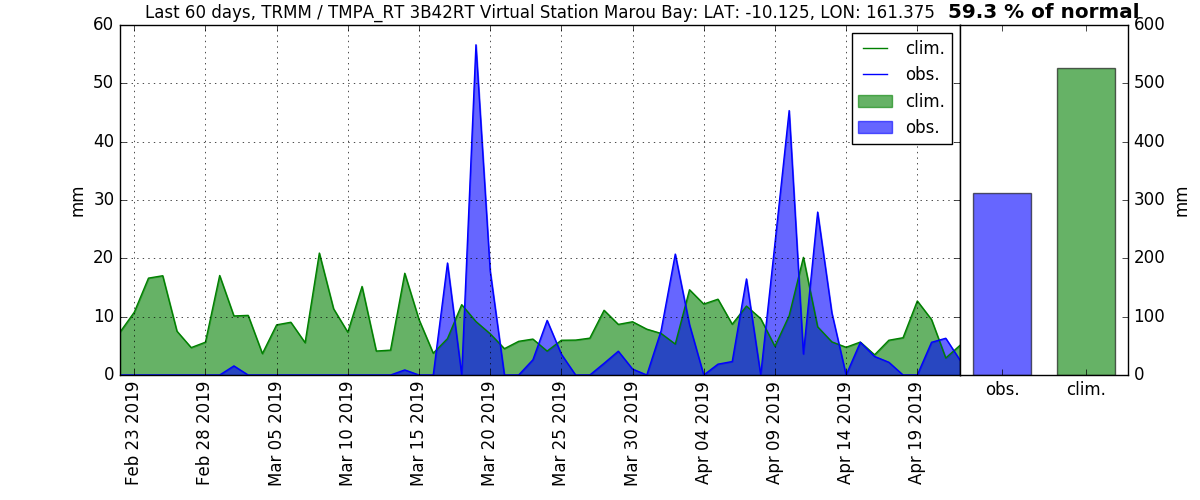 Last 60 days, TRMM / TMPA_RT 3B42RT Virtual Station Marou Bay: LAT: -10.125, LON: 161.375 59.3 % of normal
60
50
40
30
20
10
0
mm
clim.
obs.
clim.
obs.
600
500
400
300
200
100
0
mm
Feb 23 2019
Feb 28 2019
Mar 05 2019
Mar 10 2019
Mar 15 2019
Mar 20 2019
Mar 25 2019
Mar 30 2019
Apr 04 2019
Apr 09 2019
Apr 14 2019
Apr 19 2019
obs. clim.